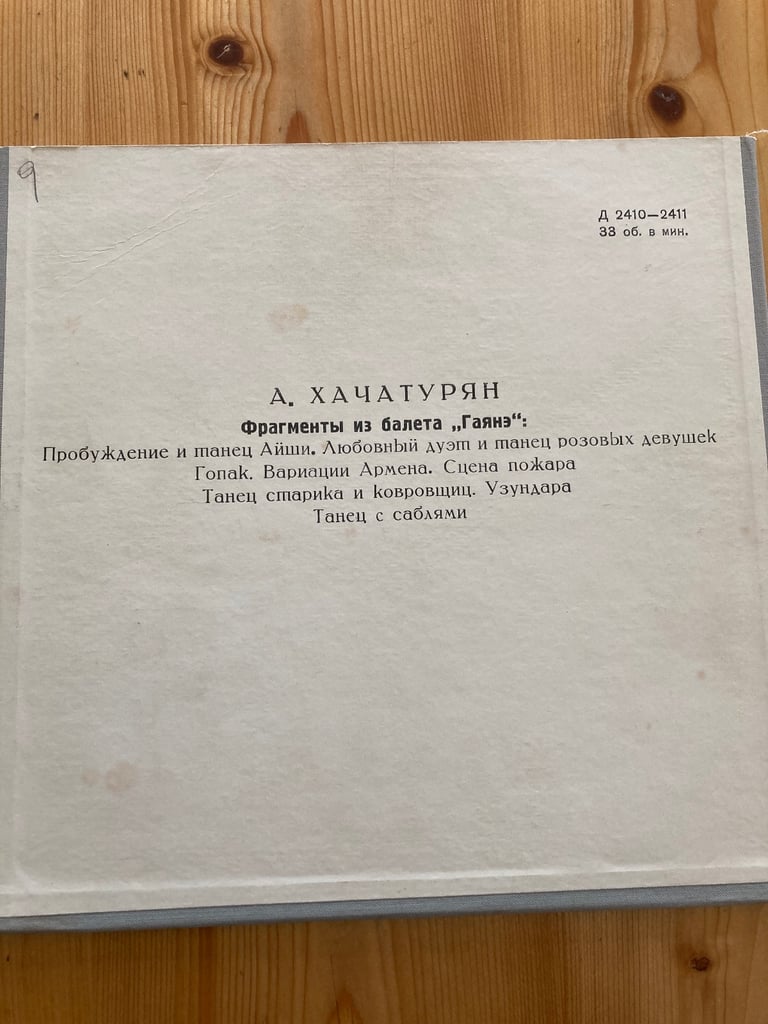 9
Д 2410—2411
33 об. в мин.
А. ХАЧАТУРЯН
Фрагменты из балета „Гаянэ“:
Пробуждение и танец Айши. Любовный дуэт и танец розовых девушек
Гопак. Вариации Армена. Сцена пожара
Танец старика и ковровщиц. Узундара
Танец с саблями